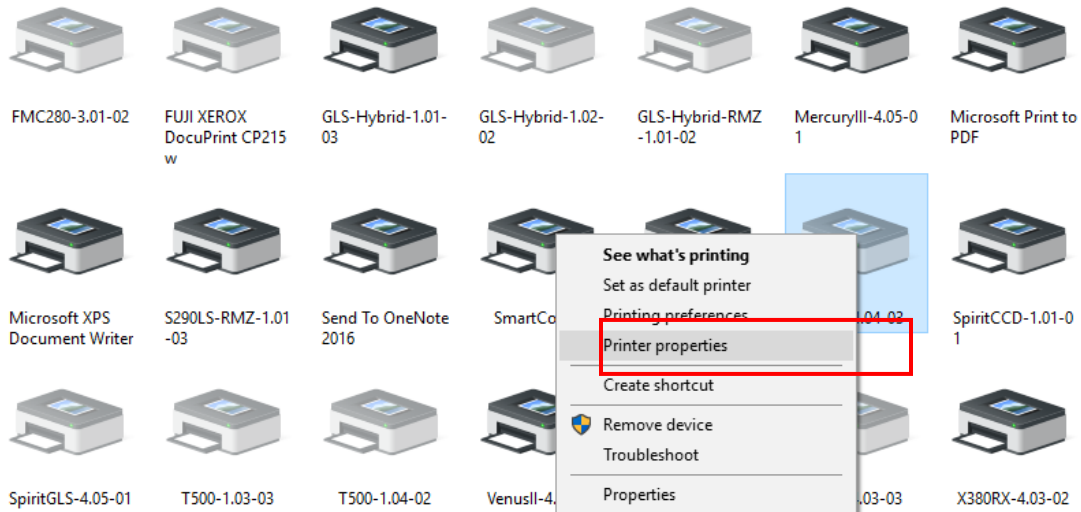 FMC280-3.01-02
FUJI XEROX
DocuPrint CP215
w
GLS-Hybrid-1.01-
03
GLS-Hybrid-1.02-
02
GLS-Hybrid-RMZ
-1.01-02
MercuryIII-4.05-0
1
Microsoft Print to
PDF
Microsoft XPS
Document Writer
S290LS-RMZ-1.01
-03
Send To OneNote
2016
SmartCo
.04-03
SpiritCCD-1.01-0
1
See what's printing
Set as default printer
Printing preferences
Printer properties
Create shortcut
Remove device
Troubleshoot
Properties
SpiritGLS-4.05-01
T500-1.03-03
T500-1.04-02
VenusII-4.
.03-03
X380RX-4.03-02